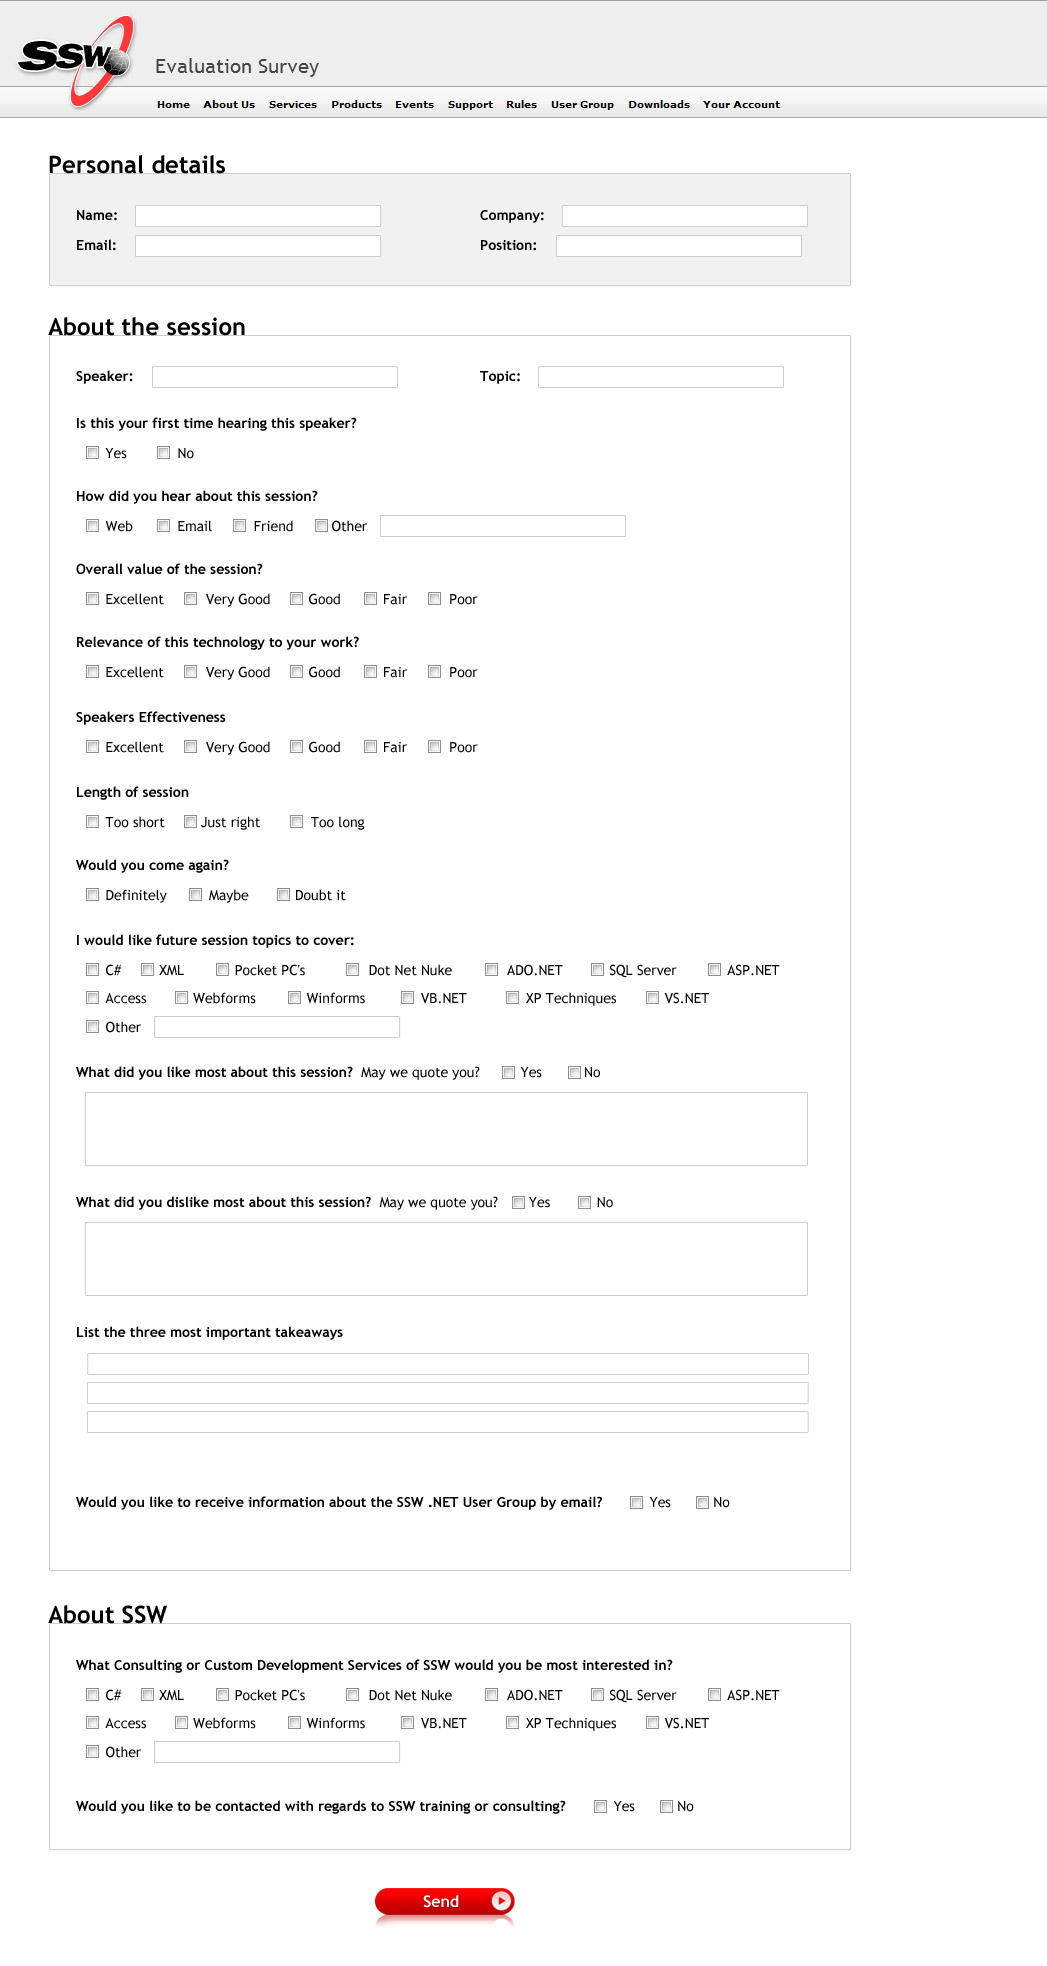 SSW
Evaluation Survey
Home About Us Services Products Events Support Rules User Group Downloads Your Account
Personal details
Name: Company:
Email: Position:
About the session
Speaker: Topic:
Is this your first time hearing this speaker?
Yes No
How did you hear about this session?
Web Email Friend Other
Overall value of the session?
Excellent Very Good Good Fair Poor
Relevance of this technology to your work?
Excellent Very Good Good Fair Poor
Speakers Effectiveness
Excellent Very Good Good Fair Poor
Length of session
Too short Just right Too long
Would you come again?
Definitely Maybe Doubt it
I would like future session topics to cover:
C# XML Pocket PC's Dot Net Nuke ADO.NET SQL Server ASP.NET
Access Webforms Winforms VB.NET XP Techniques VS.NET
Other
What did you like most about this session? May we quote you? Yes No
What did you dislike most about this session? May we quote you? Yes No
List the three most important takeaways
Would you like to receive information about the SSW .NET User Group by email? Yes No
About SSW
What Consulting or Custom Development Services of SSW would you be most interested in?
C# XML Pocket PC's Dot Net Nuke ADO.NET SQL Server ASP.NET
Access Webforms Winforms VB.NET XP Techniques VS.NET
Other
Would you like to be contacted with regards to SSW training or consulting? Yes No
Send